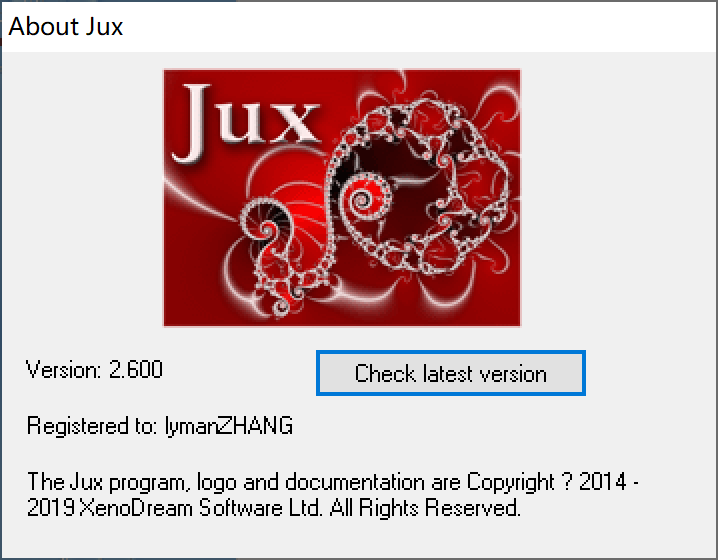 About Jux
Jux
Version: 2.600
Check latest version
Registered to: lymanZHANG
The Jux program, logo and documentation are Copyright ? 2014 -
2019 XenoDream Software Ltd. All Rights Reserved.